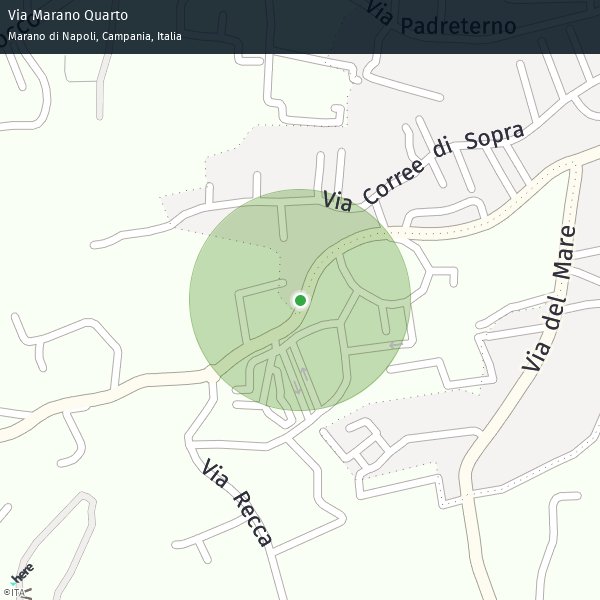 Via Marano Quarto
Marano di Napoli, Campania, Italia
Via Padreterno
Via Corree di Sopra
Via del Mare
Via Recca
here
©ITA